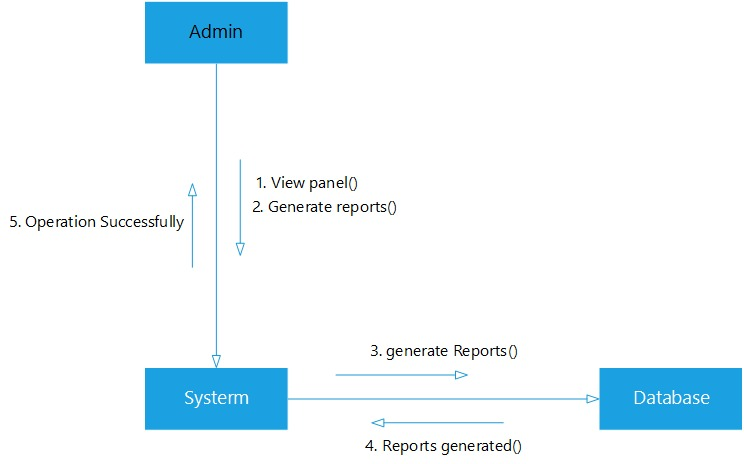 Admin
1. View panel()
2. Generate reports()
5. Operation Successfully
3. generate Reports()
Systerm
Database
4. Reports generated()